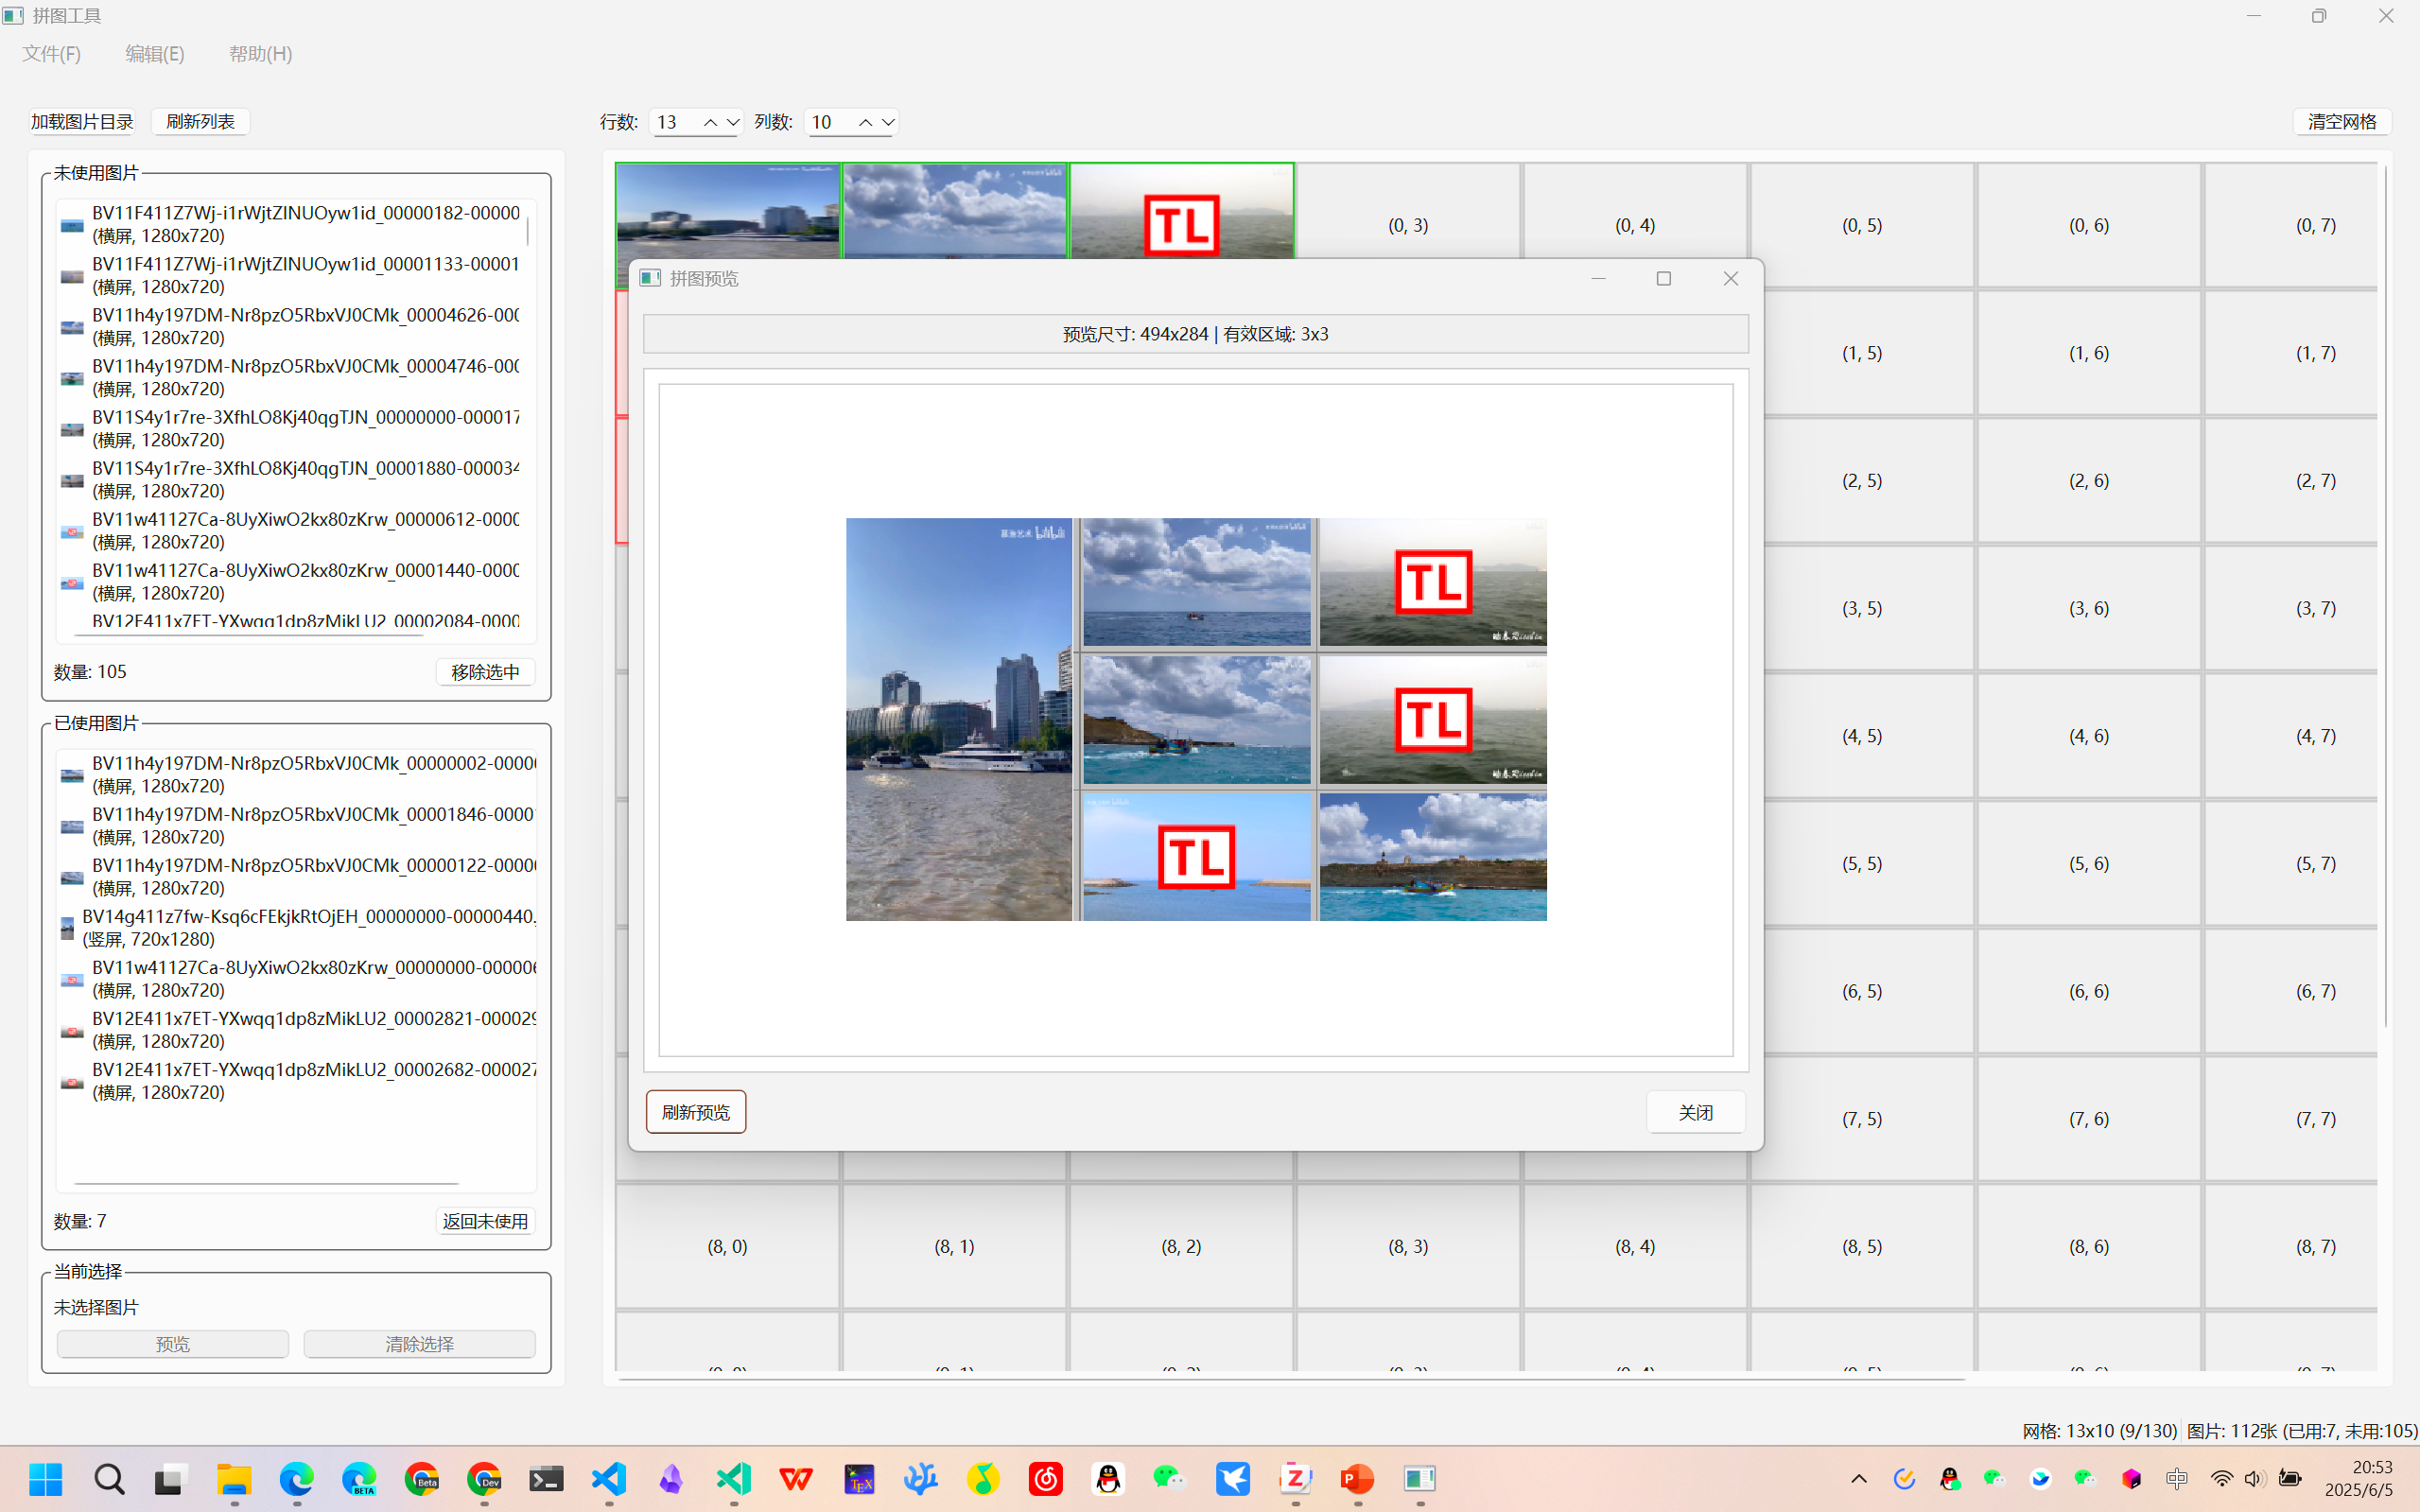 拼图工具
文件(F) 编辑(E) 帮助(H)
加载图片目录 刷新列表 行数: 13 列数: 10 清空网格
未使用图片
BV11F411Z7Wj-i1rWjtZINUOyw1id_00000182-00000
(横屏, 1280x720)
BV11F411Z7Wj-i1rWjtZINUOyw1id_00001133-00001
(横屏, 1280x720)
BV11h4y197DM-Nr8pzO5RbxVJ0CMk_00004626-000
(横屏, 1280x720)
BV11h4y197DM-Nr8pzO5RbxVJ0CMk_00004746-000
(横屏, 1280x720)
BV11S4y1r7re-3XfhLO8Kj40qgTJN_00000000-000017
(横屏, 1280x720)
BV11S4y1r7re-3XfhLO8Kj40qgTJN_00001880-000034
(横屏, 1280x720)
BV11w41127Ca-8UyXiwO2kx80zKrw_00000612-0000
(横屏, 1280x720)
BV11w41127Ca-8UyXiwO2kx80zKrw_00001440-0000
(横屏, 1280x720)
BV12E411x7ET-YXwqq1dp8zMikLU2_00002084-0000
数量: 105 移除选中
已使用图片
BV11h4y197DM-Nr8pzO5RbxVJ0CMk_00000002-0000
(横屏, 1280x720)
BV11h4y197DM-Nr8pzO5RbxVJ0CMk_00001846-0000
(横屏, 1280x720)
BV11h4y197DM-Nr8pzO5RbxVJ0CMk_00000122-0000
(横屏, 1280x720)
BV14g411z7fw-Ksq6cFEkjkRtOjEH_00000000-00000440.
(竖屏, 720x1280)
BV11w41127Ca-8UyXiwO2kx80zKrw_00000000-000006
(横屏, 1280x720)
BV12E411x7ET-YXwqq1dp8zMikLU2_00002821-000029
(横屏, 1280x720)
BV12E411x7ET-YXwqq1dp8zMikLU2_00002682-000027
(横屏, 1280x720)
数量: 7 返回未使用
当前选择
未选择图片
预览 清除选择
TL
(0, 3) (0, 4) (0, 5) (0, 6) (0, 7)
(1, 5) (1, 6) (1, 7)
(2, 5) (2, 6) (2, 7)
(3, 5) (3, 6) (3, 7)
(4, 5) (4, 6) (4, 7)
(5, 5) (5, 6) (5, 7)
(6, 5) (6, 6) (6, 7)
(7, 5) (7, 6) (7, 7)
(8, 0) (8, 1) (8, 2) (8, 3) (8, 4) (8, 5) (8, 6) (8, 7)
拼图预览
预览尺寸: 494x284 | 有效区域: 3x3
bilibili
TL
TL
TL
刷新预览 关闭
网格: 13x10 (9/130) 图片: 112张 (已用:7, 未用:105)
BETA
Beta
Dev
TEX
中
20:53
2025/6/5